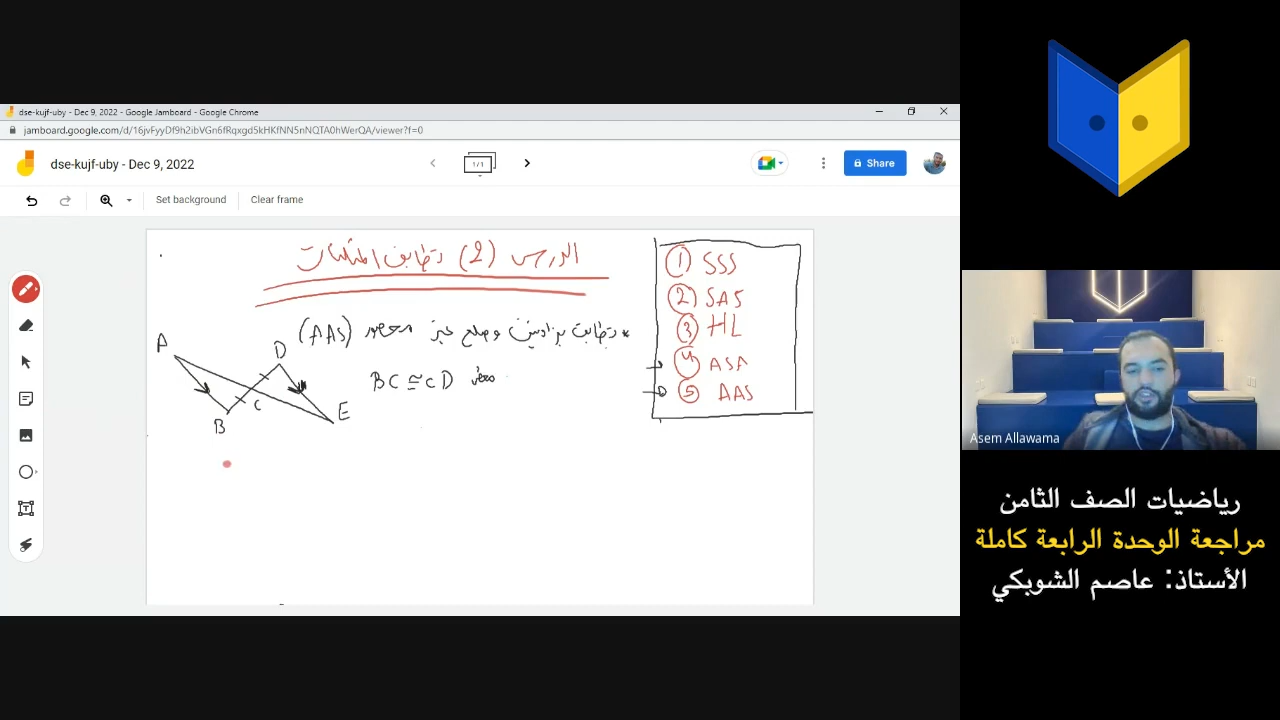 dse-kujf-uby - Dec 9, 2022 - Google Jamboard - Google Chrome
jamboard.google.com/d/16jvFyyDf9h2ibVGn6fRqxgd5kHKfNN5nNQTA0hWerQA/viewer?f=0
dse-kujf-uby - Dec 9, 2022
1/1
Share
Set background
Clear frame
الدرس (2) تطابق المثلثات
① SSS
② SAS
③ HL
④ ASA
⑤ AAS
* تطابق بزاويتين وضلع غير محصور (AAS)
معطى BC ≅ CD
A
D
C
B
E
Asem Allawama
رياضيات الصف الثامن
مراجعة الوحدة الرابعة كاملة
الأستاذ: عاصم الشوبكي